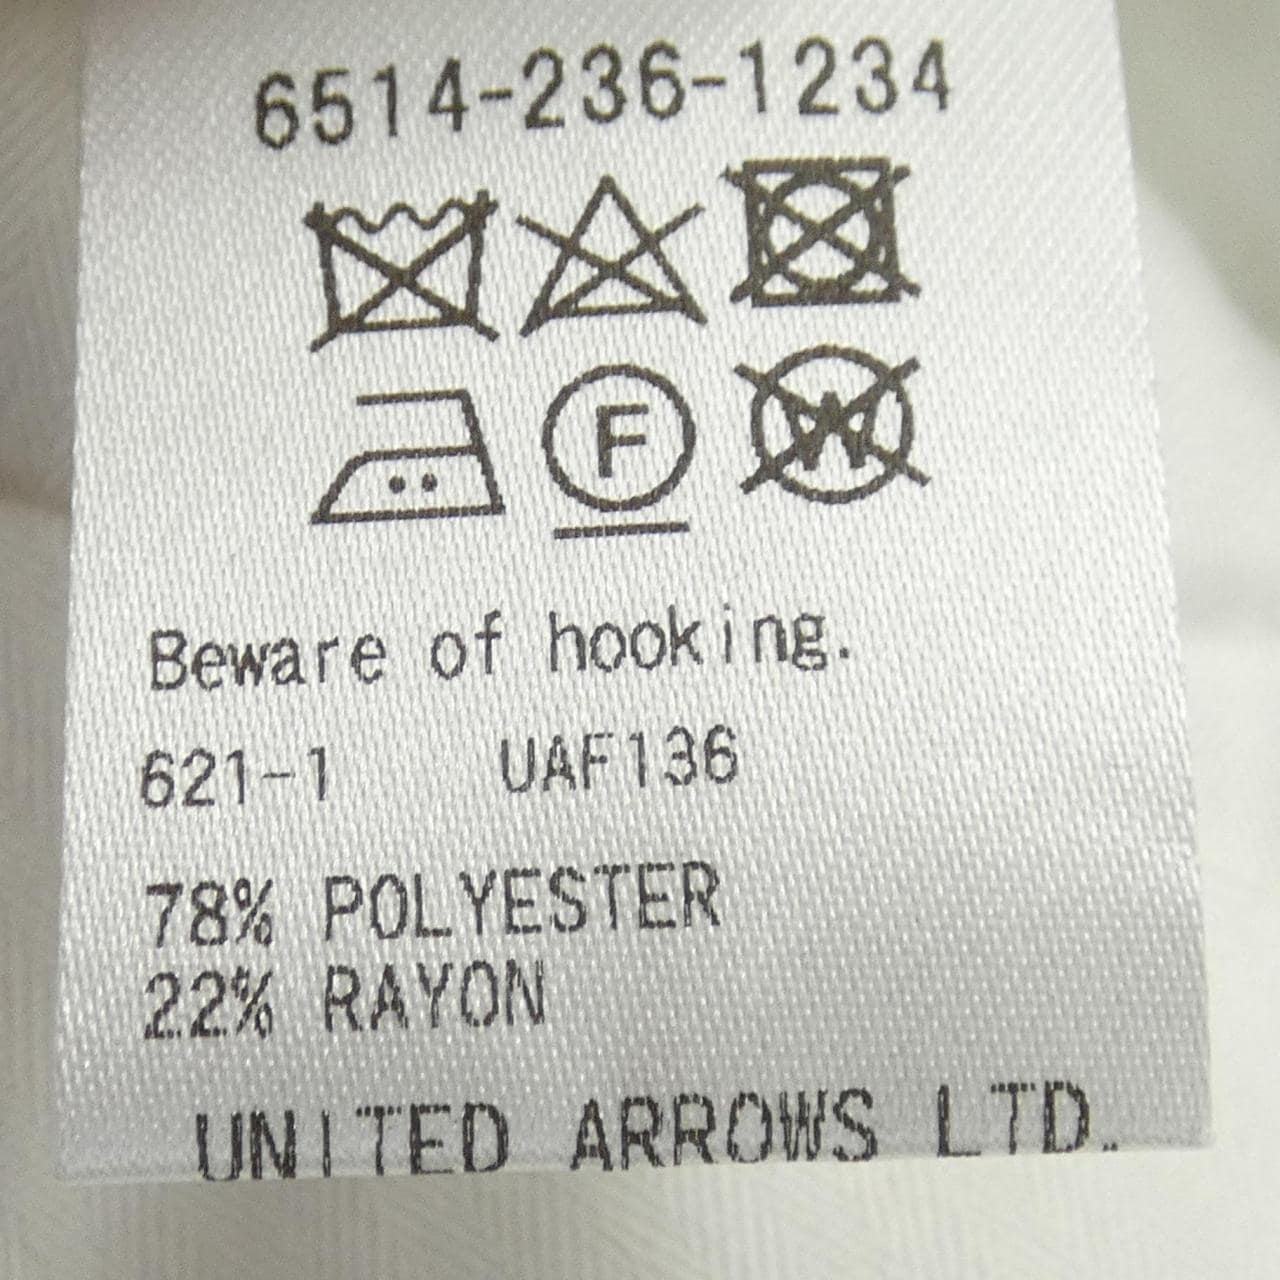 6514-236-1234
F
W
Beware of hooking.
621-1 UAF136
78% POLYESTER
22% RAYON
UNITED ARROWS LTD.